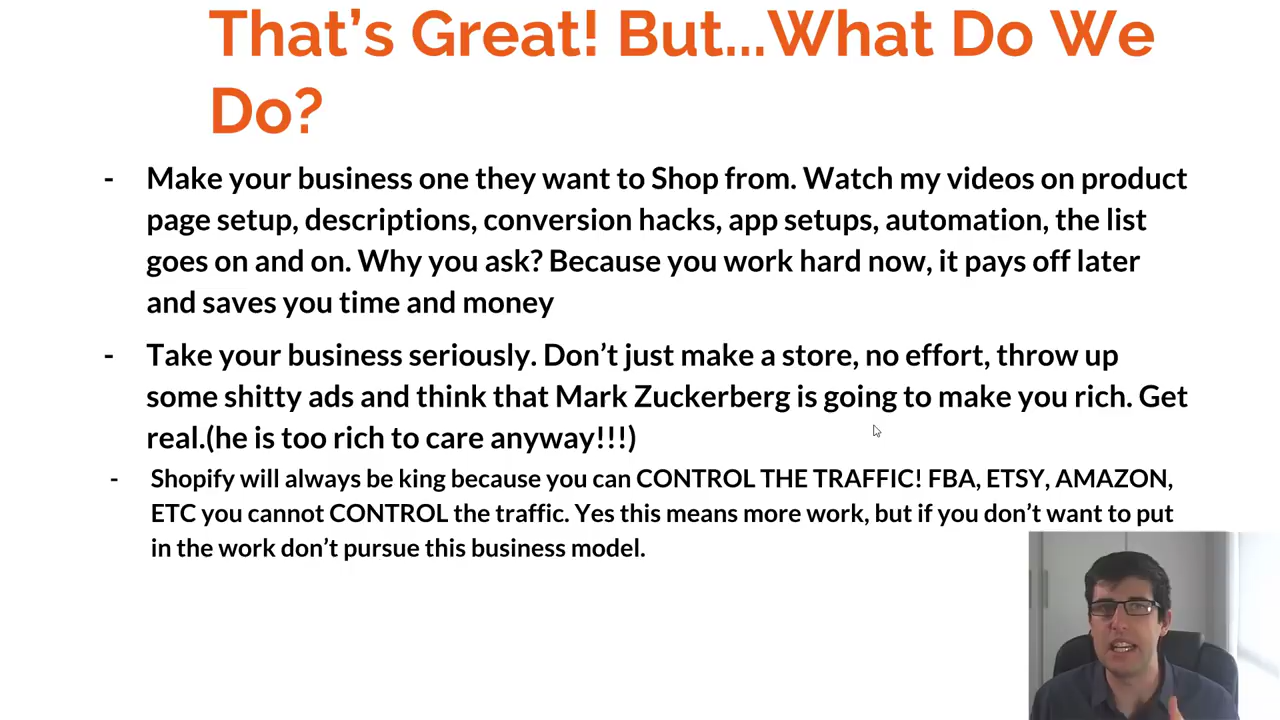 That's Great! But...What Do We
Do?
- Make your business one they want to Shop from. Watch my videos on product
page setup, descriptions, conversion hacks, app setups, automation, the list
goes on and on. Why you ask? Because you work hard now, it pays off later
and saves you time and money
- Take your business seriously. Don't just make a store, no effort, throw up
some shitty ads and think that Mark Zuckerberg is going to make you rich. Get
real.(he is too rich to care anyway!!!)
- Shopify will always be king because you can CONTROL THE TRAFFIC! FBA, ETSY, AMAZON,
ETC you cannot CONTROL the traffic. Yes this means more work, but if you don't want to put
in the work don't pursue this business model.